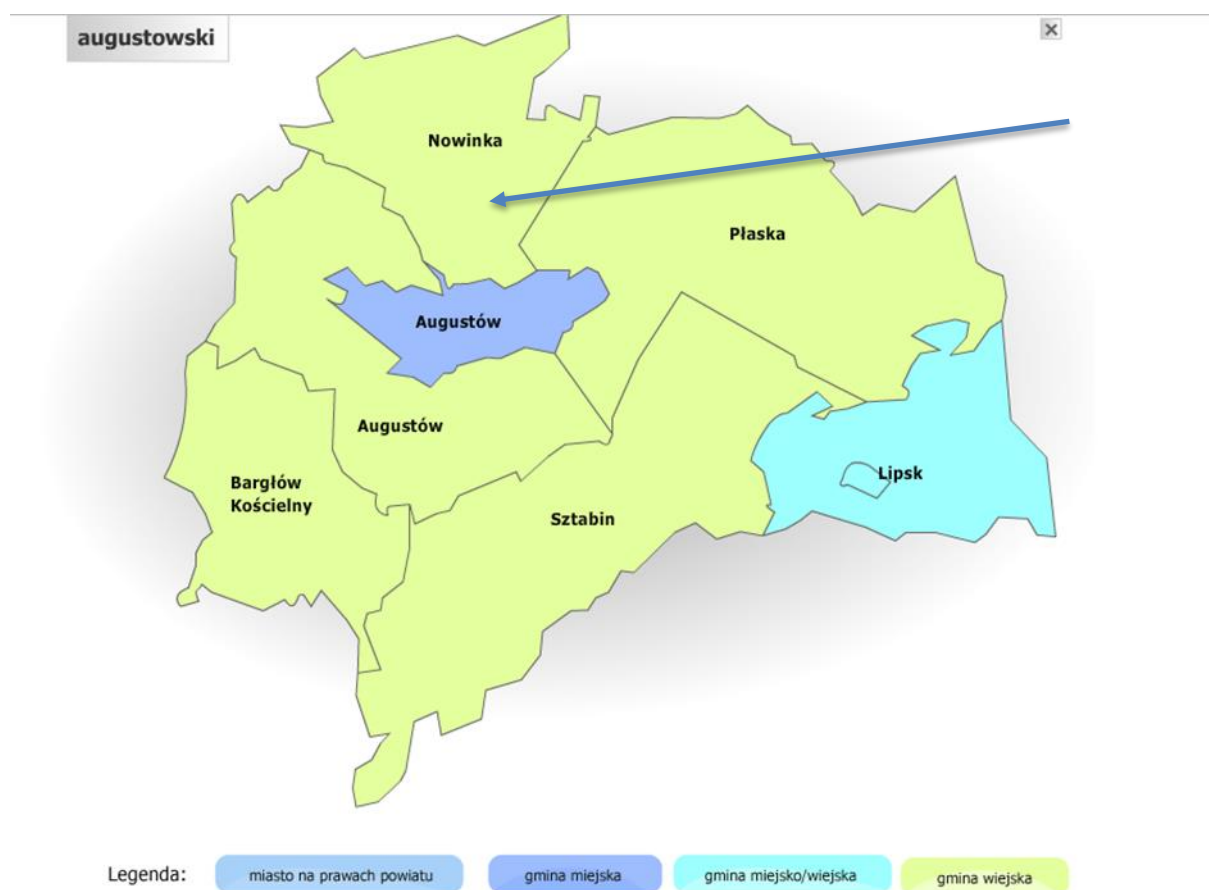 augustowski
Nowinka
Płaska
Augustów
Augustów
Bargłów
Kościelny
Lipsk
Sztabin
Legenda:
miasto na prawach powiatu
gmina miejska
gmina miejsko/wiejska
gmina wiejska